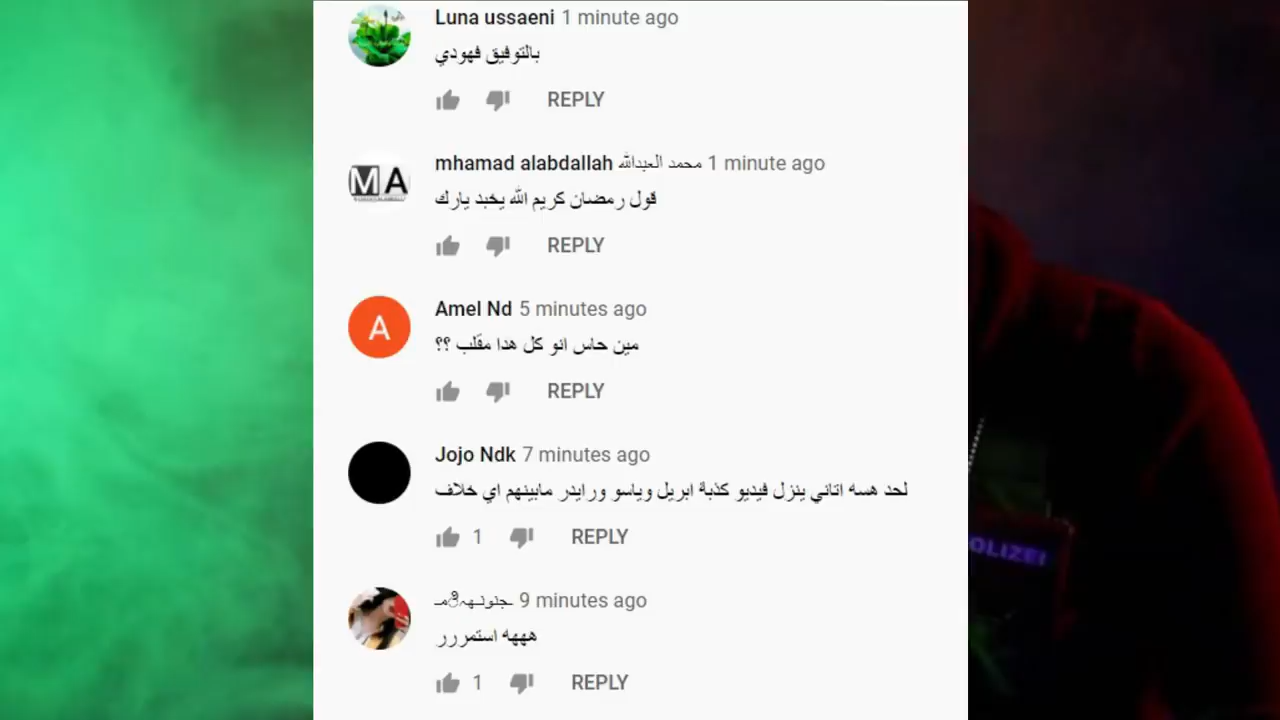 Luna ussaeni 1 minute ago
بالتوفيق فهودي
REPLY
MA
mhamad alabdallah محمد العبدالله 1 minute ago
قول رمضان كريم الله يخبد يارك
REPLY
A
Amel Nd 5 minutes ago
مين حاس انو كل هدا مقلب ؟؟
REPLY
Jojo Ndk 7 minutes ago
لحد هسه اتاني ينزل فيديو كذبة ابريل وياسو ورايدر مابينهم اي خلاف
1 REPLY
OLIZEI
9 minutes ago
هههه استمررر
1 REPLY